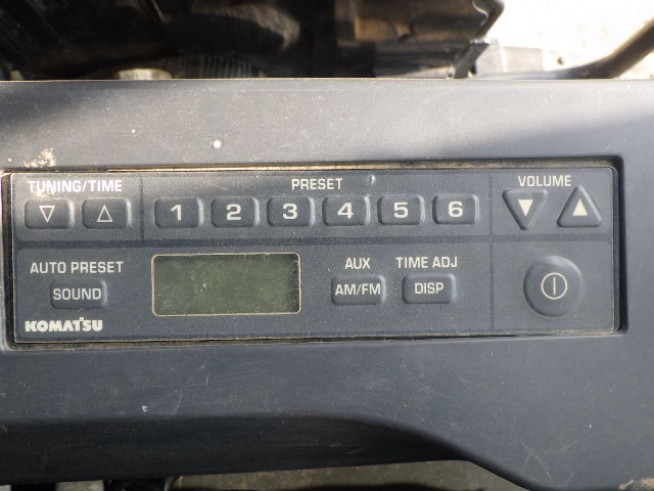 TUNING/TIME PRESET VOLUME
1 2 3 4 5 6
AUTO PRESET AUX TIME ADJ
SOUND AM/FM DISP
KOMATSU